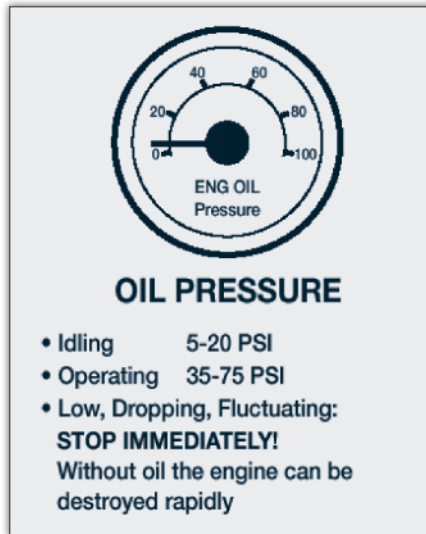 40 60
20 80
0 100
ENG OIL
Pressure
OIL PRESSURE
• Idling 5-20 PSI
• Operating 35-75 PSI
• Low, Dropping, Fluctuating:
STOP IMMEDIATELY!
Without oil the engine can be
destroyed rapidly